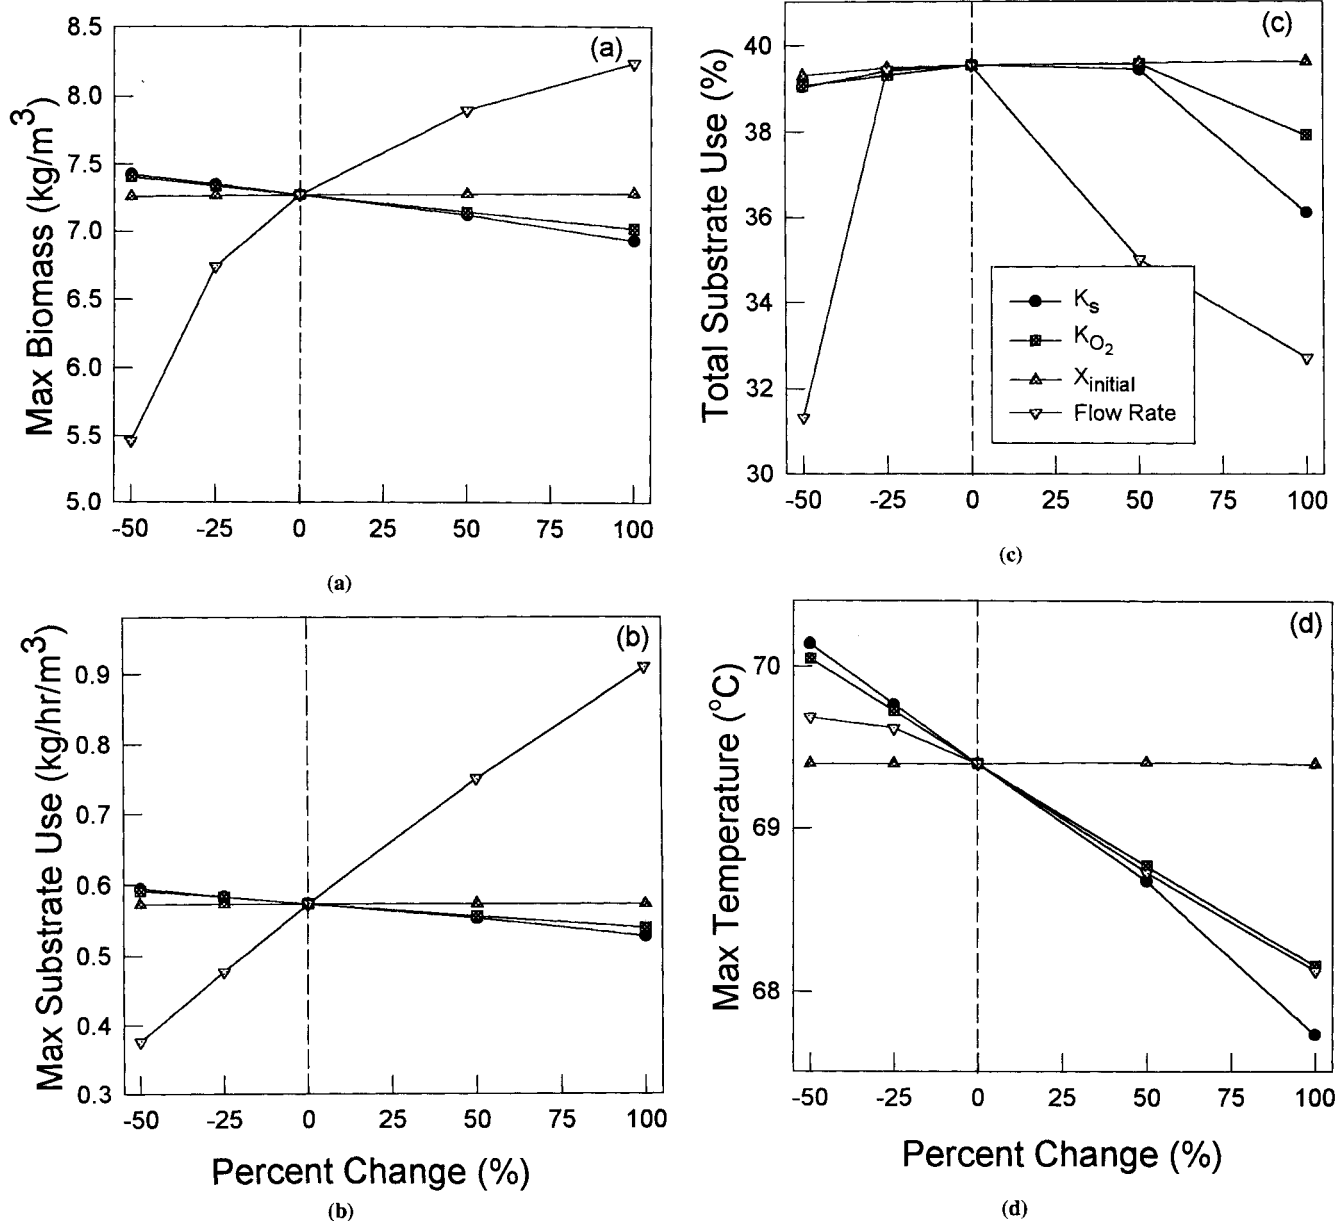 (a)
Max Biomass (kg/m³)
8.5
8.0
7.5
7.0
6.5
6.0
5.5
5.0
-50 -25 0 25 50 75 100
(a)
(c)
Total Substrate Use (%)
40
38
36
34
32
30
K_S
K_O₂
X_initial
Flow Rate
-50 -25 0 25 50 75 100
(c)
(b)
Max Substrate Use (kg/hr/m³)
0.9
0.8
0.7
0.6
0.5
0.4
0.3
-50 -25 0 25 50 75 100
Percent Change (%)
(b)
(d)
Max Temperature (°C)
70
69
68
-50 -25 0 25 50 75 100
Percent Change (%)
(d)